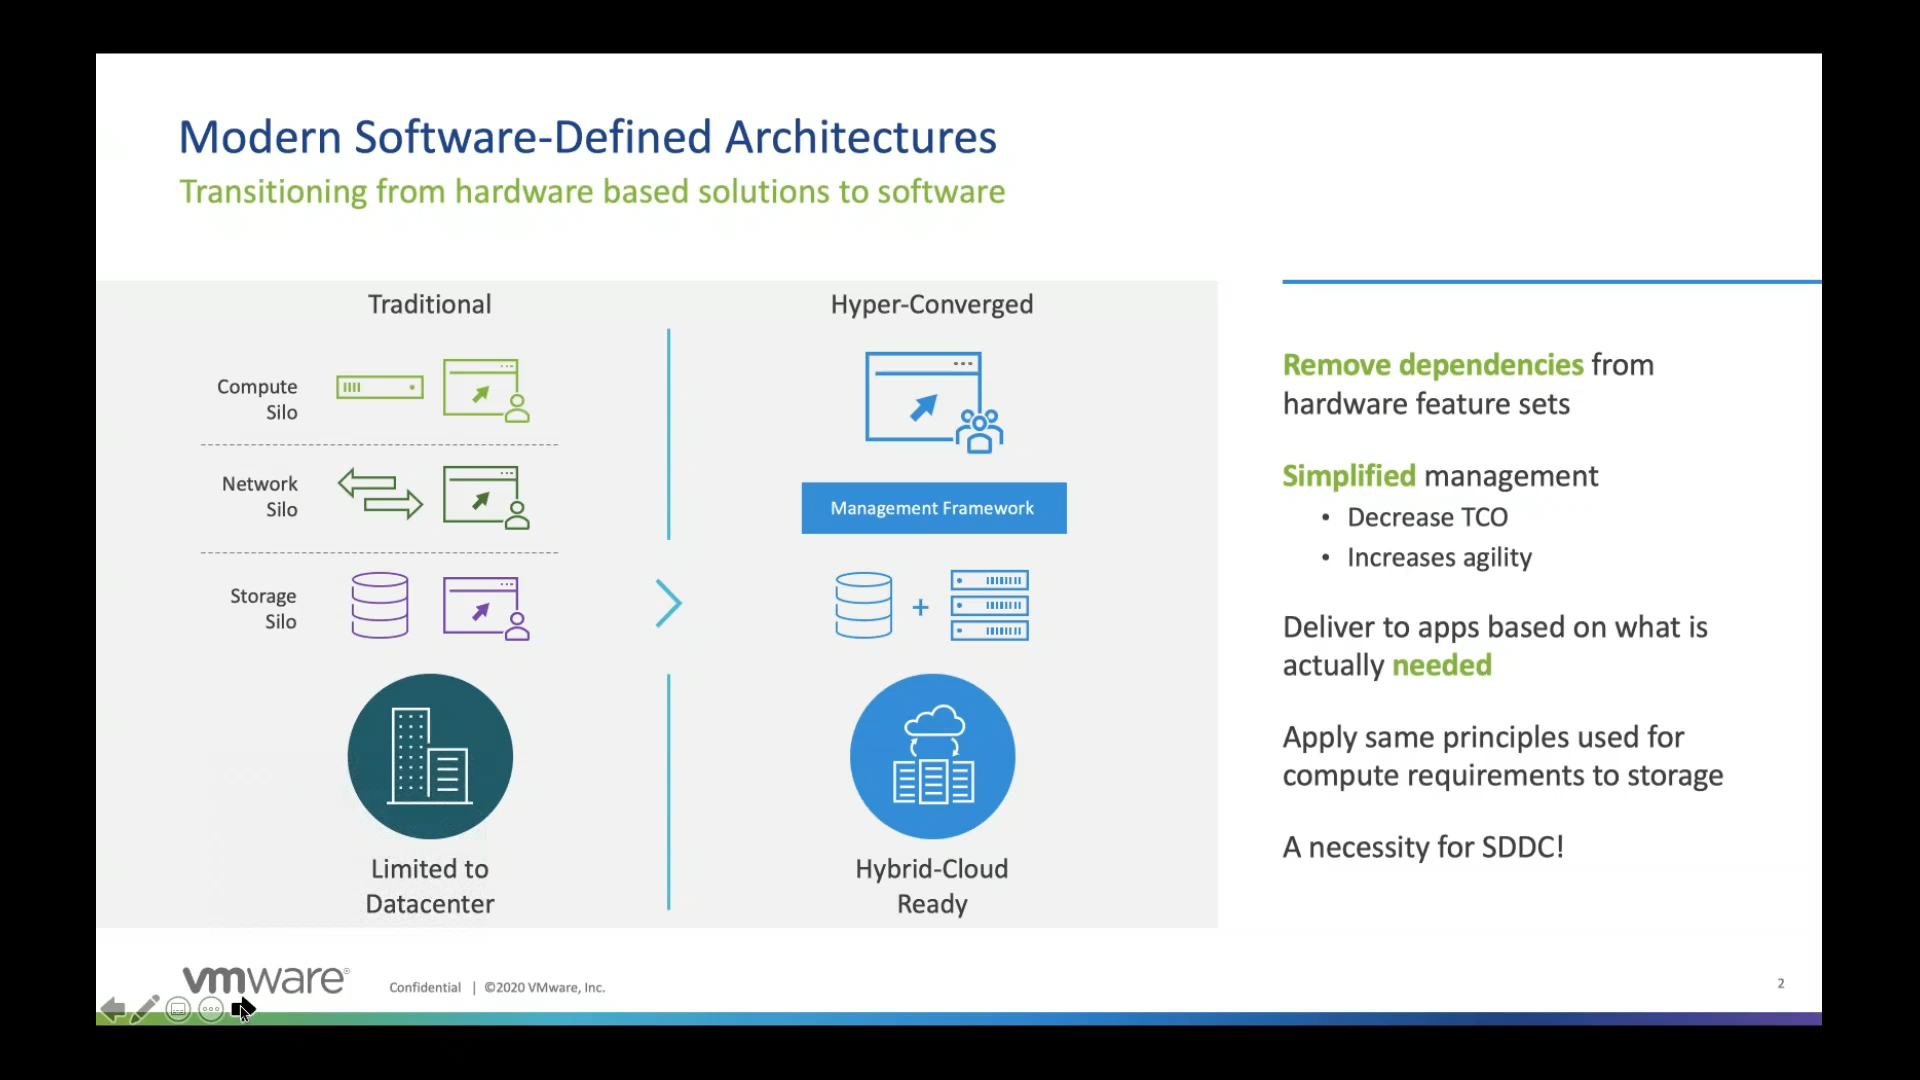 Modern Software-Defined Architectures
Transitioning from hardware based solutions to software
Traditional
Compute
Silo
Network
Silo
Storage
Silo
Limited to
Datacenter
Hyper-Converged
Management Framework
+
Hybrid-Cloud
Ready
Remove dependencies from
hardware feature sets
Simplified management
• Decrease TCO
• Increases agility
Deliver to apps based on what is
actually needed
Apply same principles used for
compute requirements to storage
A necessity for SDDC!
vmware®
Confidential | ©2020 VMware, Inc.
2